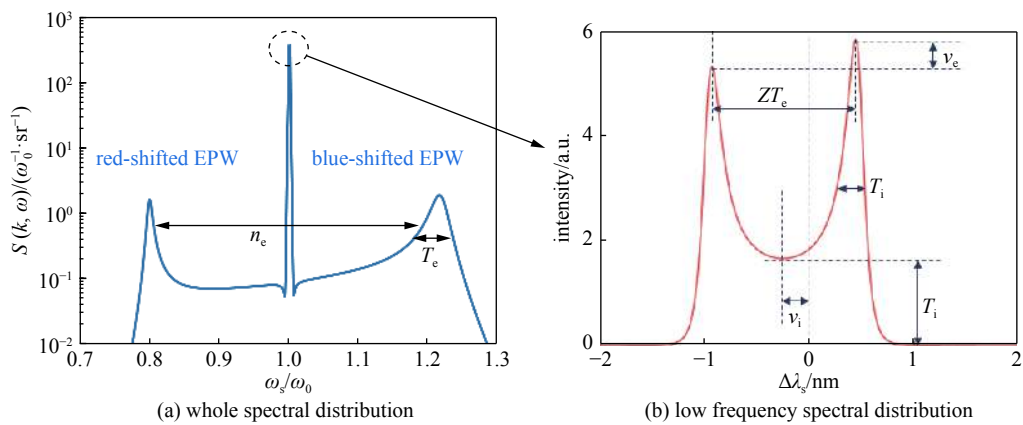 S (k, ω)/(ω₀⁻¹·sr⁻¹)
10³
10²
10¹
10⁰
10⁻¹
10⁻²
red-shifted EPW
blue-shifted EPW
nₑ
Tₑ
0.7 0.8 0.9 1.0 1.1 1.2 1.3
ωₛ/ω₀
(a) whole spectral distribution
intensity/a.u.
6
4
2
0
vₑ
ZTₑ
Tᵢ
vᵢ
Tᵢ
−2 −1 0 1 2
Δλₛ/nm
(b) low frequency spectral distribution